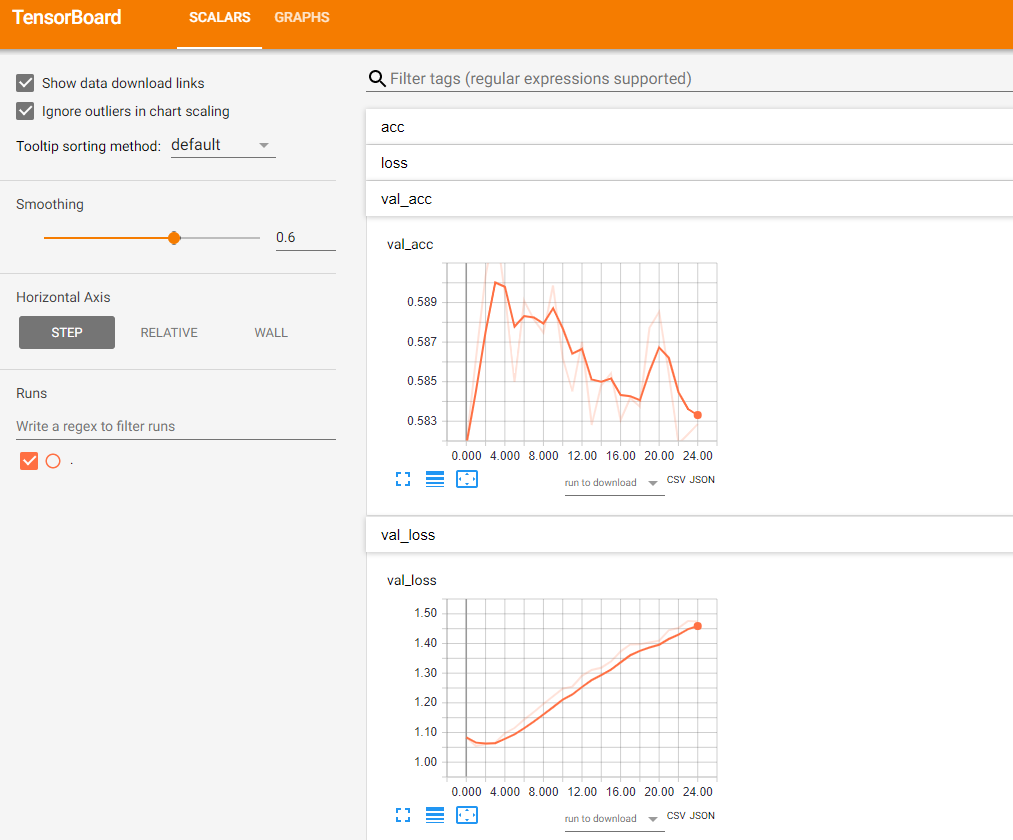 TensorBoard SCALARS GRAPHS
Show data download links
Ignore outliers in chart scaling
Tooltip sorting method: default
Smoothing
0.6
Horizontal Axis
STEP RELATIVE WALL
Runs
Write a regex to filter runs
.
Filter tags (regular expressions supported)
acc
loss
val_acc
val_acc
0.589
0.587
0.585
0.583
0.000 4.000 8.000 12.00 16.00 20.00 24.00
run to download CSV JSON
val_loss
val_loss
1.50
1.40
1.30
1.20
1.10
1.00
0.000 4.000 8.000 12.00 16.00 20.00 24.00
run to download CSV JSON